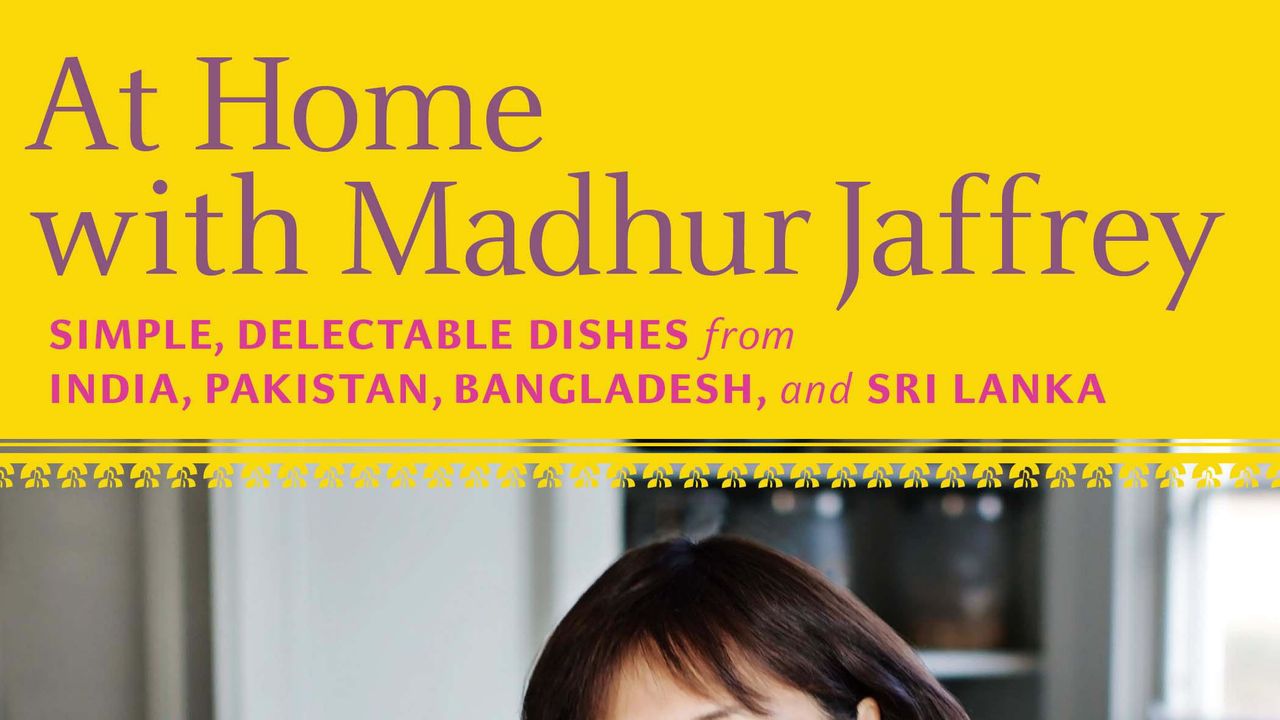 At Home
with Madhur Jaffrey
SIMPLE, DELECTABLE DISHES from
INDIA, PAKISTAN, BANGLADESH, and SRI LANKA